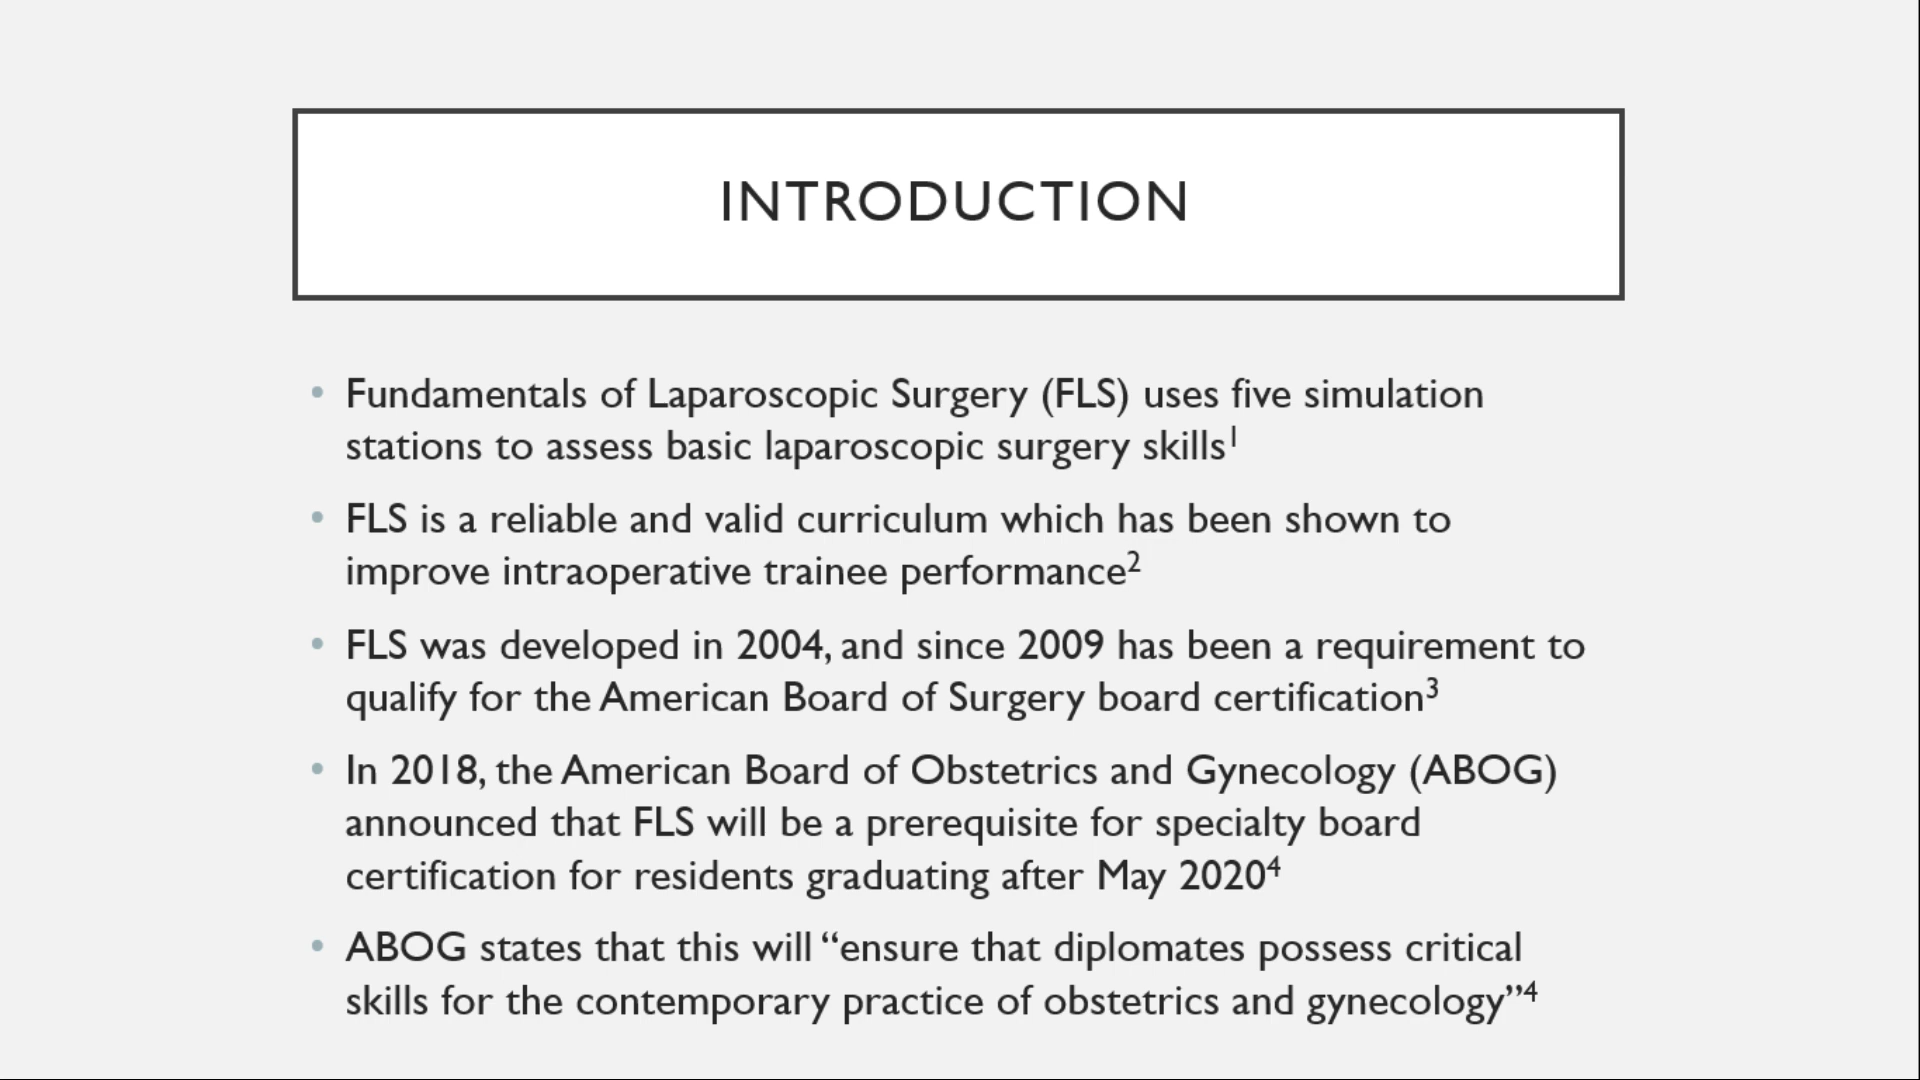 INTRODUCTION
• Fundamentals of Laparoscopic Surgery (FLS) uses five simulation
stations to assess basic laparoscopic surgery skills¹
• FLS is a reliable and valid curriculum which has been shown to
improve intraoperative trainee performance²
• FLS was developed in 2004, and since 2009 has been a requirement to
qualify for the American Board of Surgery board certification³
• In 2018, the American Board of Obstetrics and Gynecology (ABOG)
announced that FLS will be a prerequisite for specialty board
certification for residents graduating after May 2020⁴
• ABOG states that this will “ensure that diplomates possess critical
skills for the contemporary practice of obstetrics and gynecology”⁴